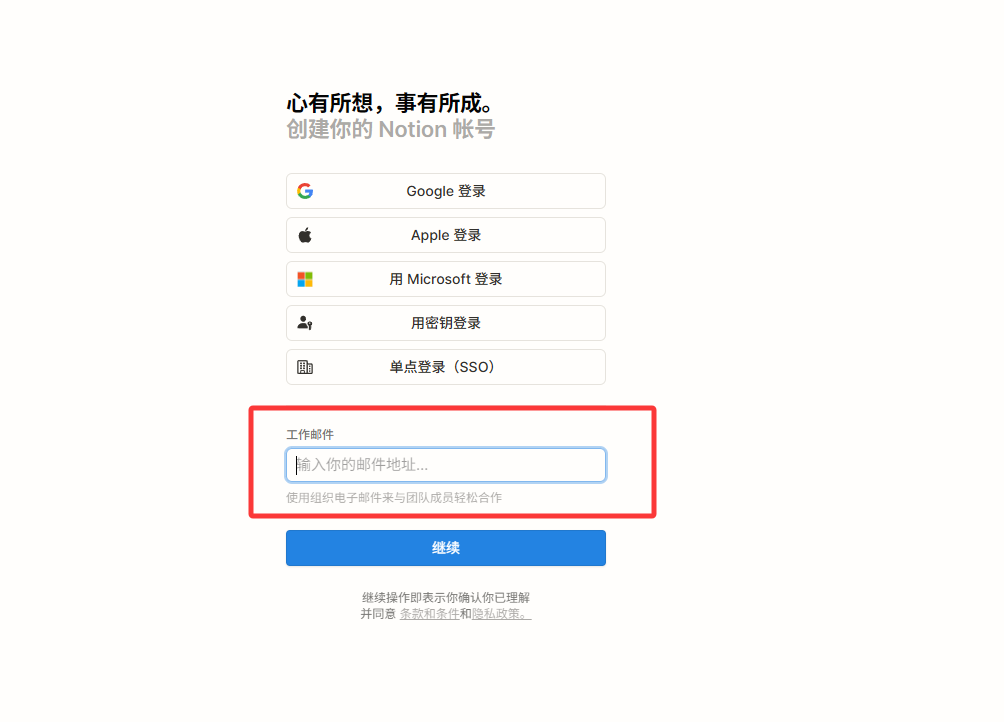 心有所想，事有所成。
创建你的 Notion 帐号
Google 登录
Apple 登录
用 Microsoft 登录
用密钥登录
单点登录（SSO）
工作邮件
输入你的邮件地址...
使用组织电子邮件来与团队成员轻松合作
继续
继续操作即表示你确认你已理解
并同意 条款和条件和隐私政策。